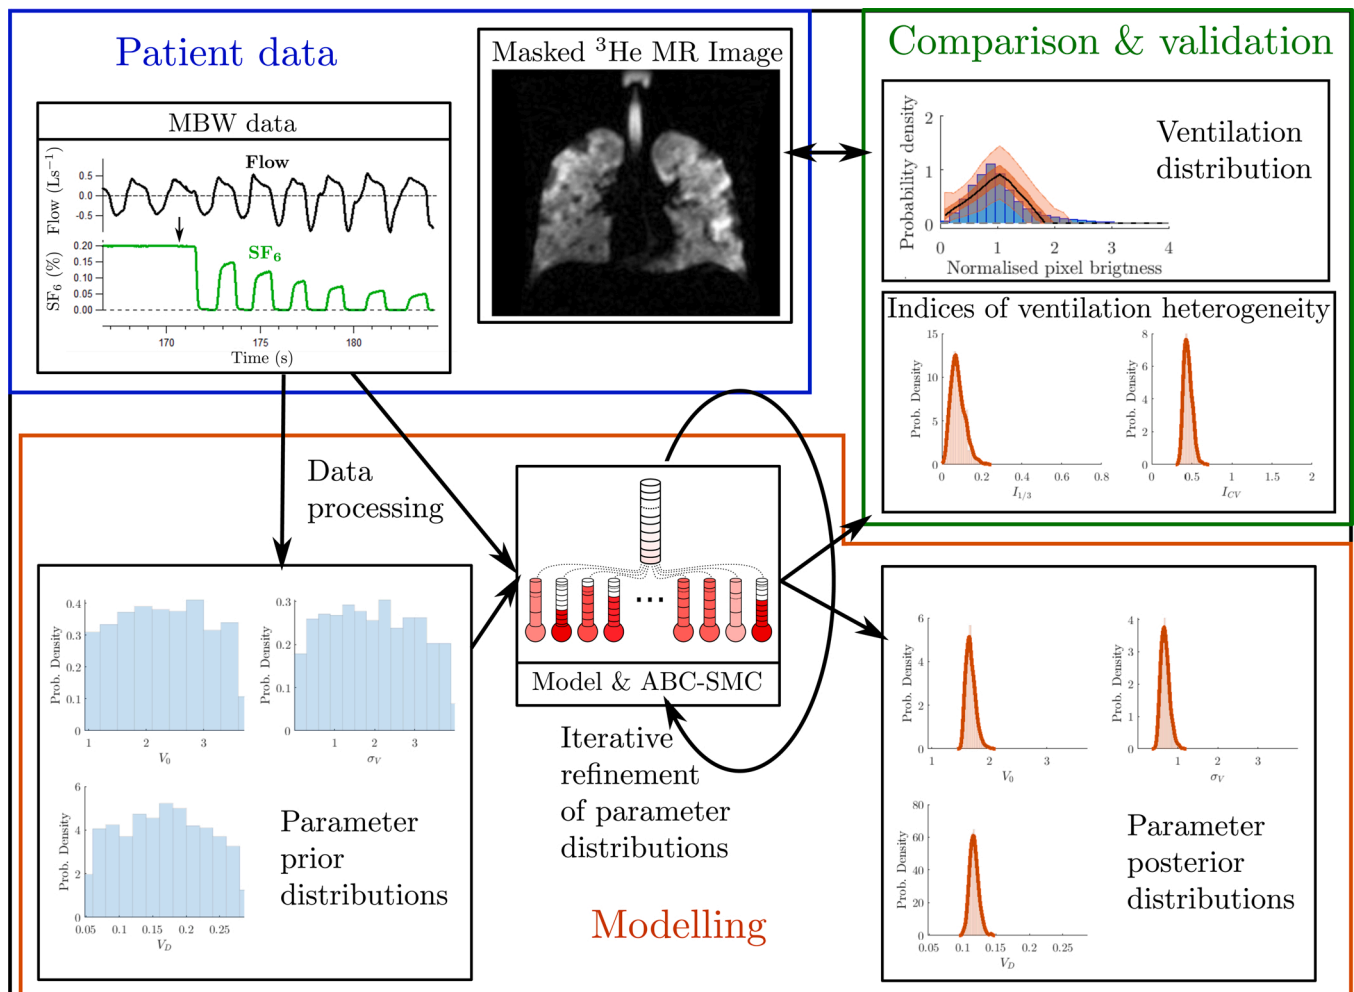 Patient data
MBW data
Flow
Flow (Ls⁻¹)
0.5
0.0
-0.5
SF₆
SF₆ (%)
0.20
0.15
0.10
0.05
0.00
170 175 180
Time (s)
Masked ³He MR Image
Comparison & validation
Ventilation
distribution
Probability density
2
1
0
0 1 2 3 4
Normalised pixel brigtness
Indices of ventilation heterogeneity
Prob. Density
15
10
5
0
0 0.2 0.4 0.6 0.8
I₁/₃
Prob. Density
8
6
4
2
0
0 0.5 1 1.5 2
I_CV
Data
processing
Prob. Density
0.4
0.3
0.2
0.1
0
1 2 3
V₀
Prob. Density
0.3
0.2
0.1
0
1 2 3
σ_V
Prob. Density
6
4
2
0
0.05 0.1 0.15 0.2 0.25
V_D
Parameter
prior
distributions
...
Model & ABC-SMC
Iterative
refinement
of parameter
distributions
Modelling
Prob. Density
6
4
2
0
1 2 3
V₀
Prob. Density
4
3
2
1
0
0 1 2 3
σ_V
Prob. Density
80
60
40
20
0
0.05 0.1 0.15 0.2 0.25
V_D
Parameter
posterior
distributions